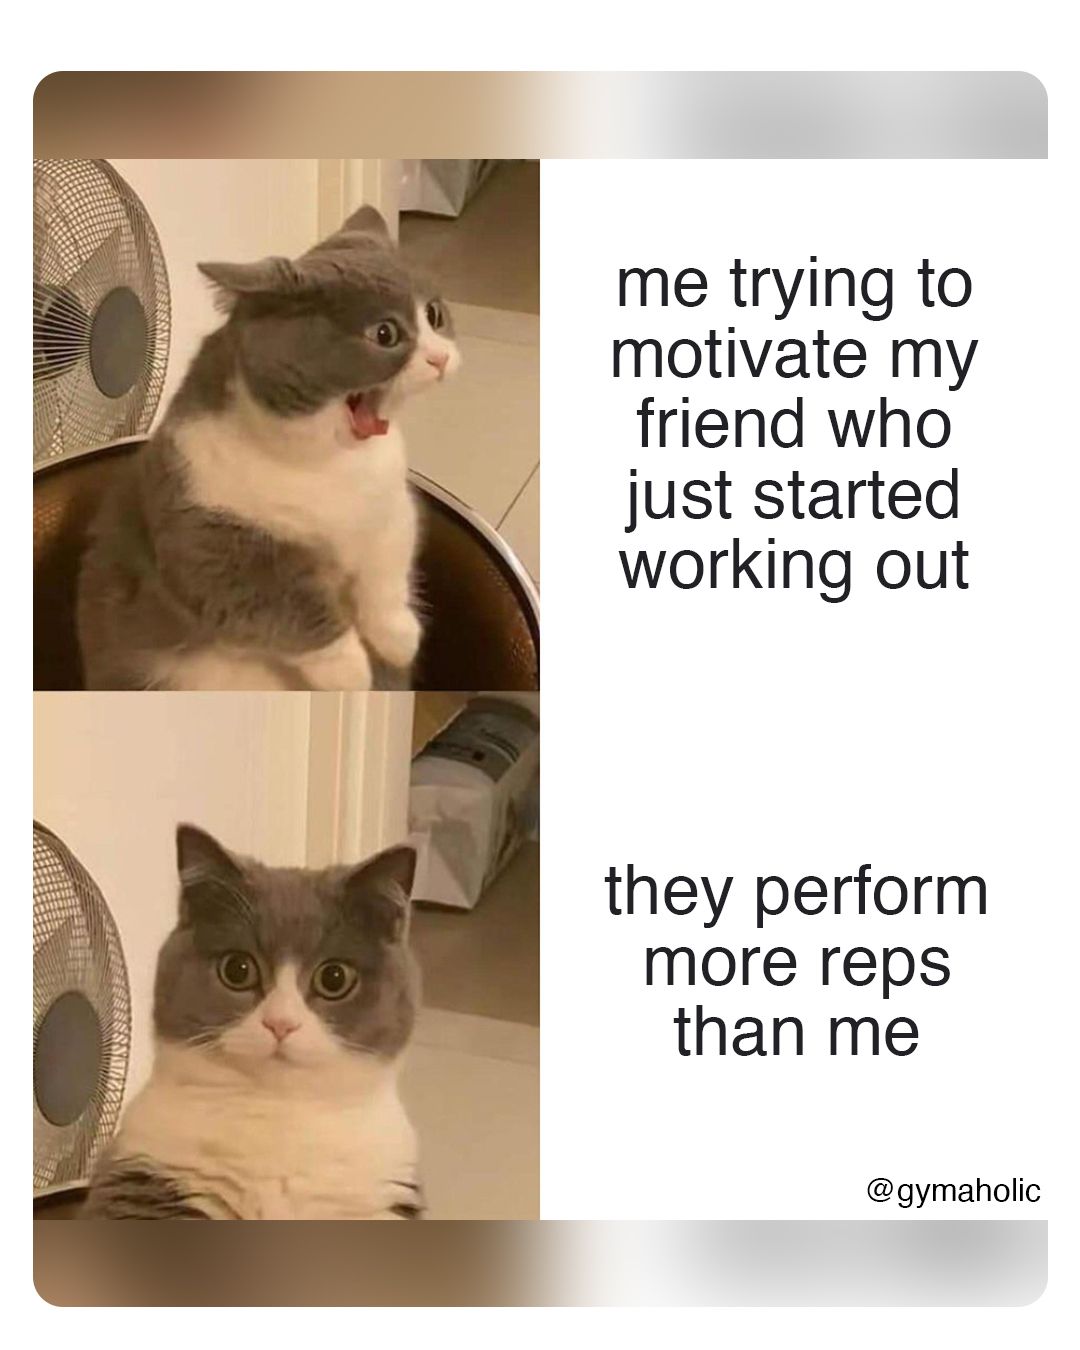 me trying to
motivate my
friend who
just started
working out
they perform
more reps
than me
@gymaholic